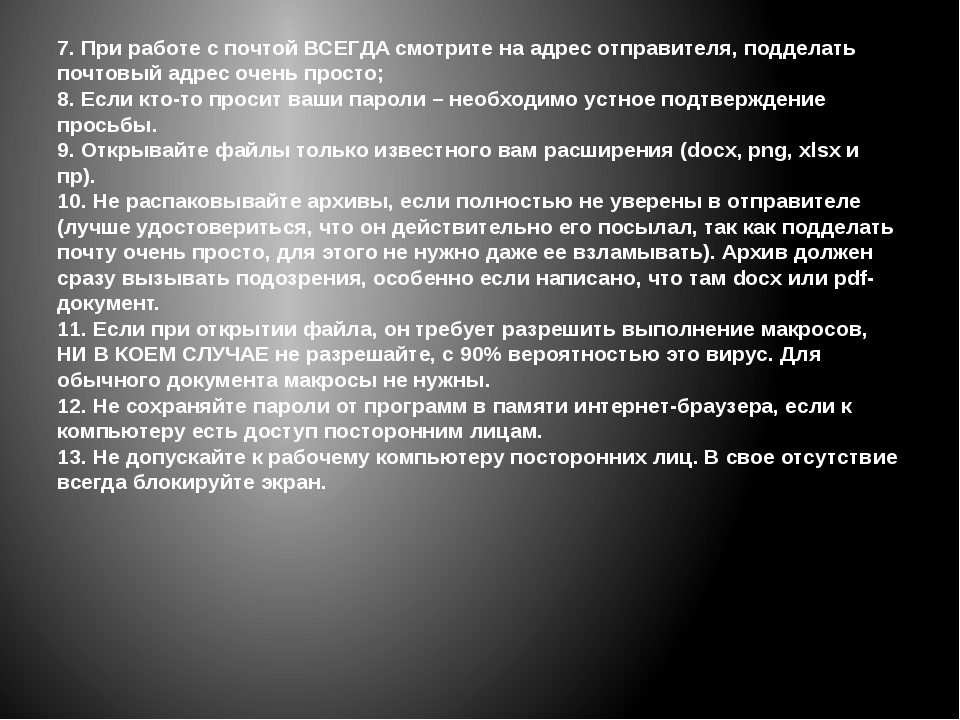 7. При работе с почтой ВСЕГДА смотрите на адрес отправителя, подделать
почтовый адрес очень просто;
8. Если кто-то просит ваши пароли – необходимо устное подтверждение
просьбы.
9. Открывайте файлы только известного вам расширения (docx, png, xlsx и
пр).
10. Не распаковывайте архивы, если полностью не уверены в отправителе
(лучше удостовериться, что он действительно его посылал, так как подделать
почту очень просто, для этого не нужно даже ее взламывать). Архив должен
сразу вызывать подозрения, особенно если написано, что там docx или pdf-
документ.
11. Если при открытии файла, он требует разрешить выполнение макросов,
НИ В КОЕМ СЛУЧАЕ не разрешайте, с 90% вероятностью это вирус. Для
обычного документа макросы не нужны.
12. Не сохраняйте пароли от программ в памяти интернет-браузера, если к
компьютеру есть доступ посторонним лицам.
13. Не допускайте к рабочему компьютеру посторонних лиц. В свое отсутствие
всегда блокируйте экран.